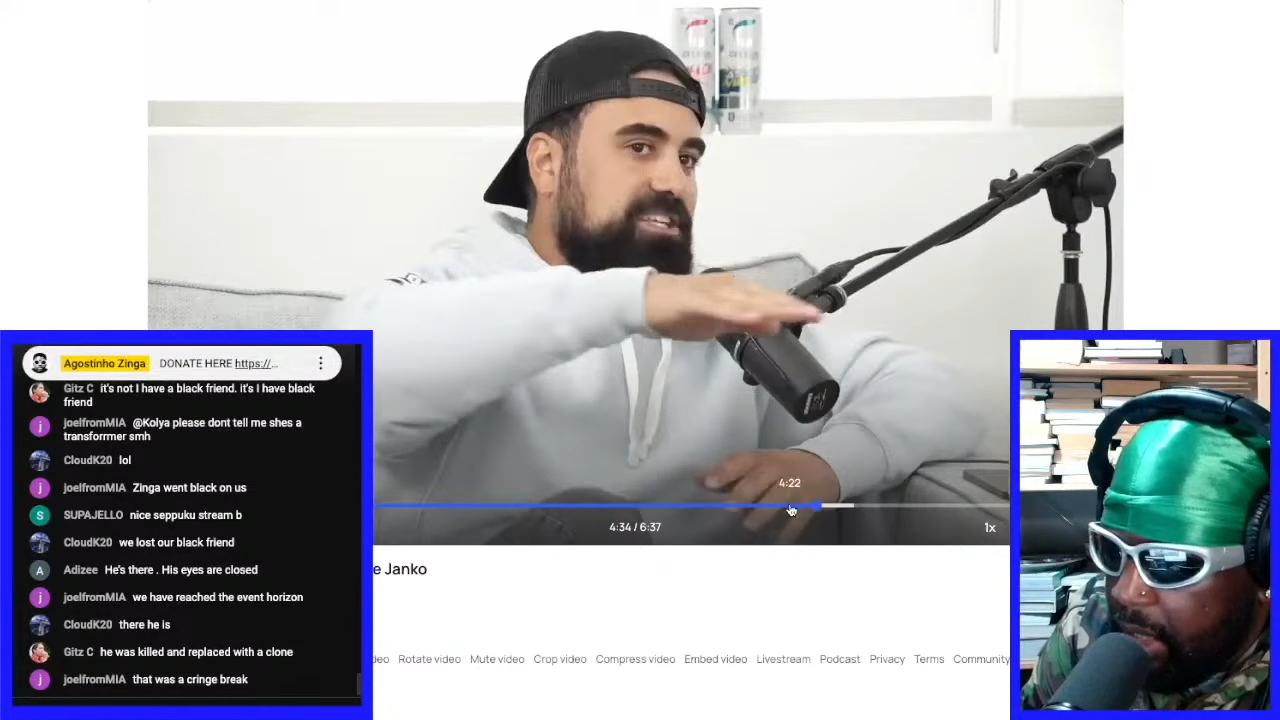 Agostinho Zinga DONATE HERE https://...
Gitz C it's not I have a black friend. it's I have black
friend
joelfromMIA @Kolya please dont tell me shes a
transforrmer smh
CloudK20 lol
joelfromMIA Zinga went black on us
S SUPAJELLO nice seppuku stream b
CloudK20 we lost our black friend
A Adizee He's there . His eyes are closed
joelfromMIA we have reached the event horizon
CloudK20 there he is
Gitz C he was killed and replaced with a clone
joelfromMIA that was a cringe break
4:22
4:34 / 6:37
1x
e Janko
deo Rotate video Mute video Crop video Compress video Embed video Livestream Podcast Privacy Terms Community